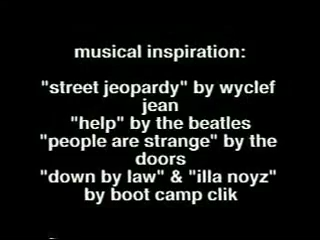 musical inspiration:
"street jeopardy" by wyclef
jean
"help" by the beatles
"people are strange" by the
doors
"down by law" & "illa noyz"
by boot camp clik